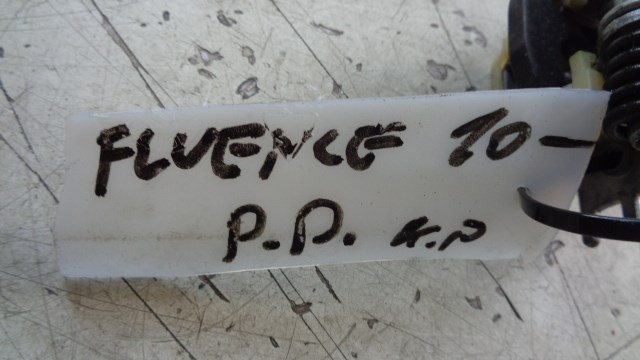 FLUENCE 10-
P.D. K.P